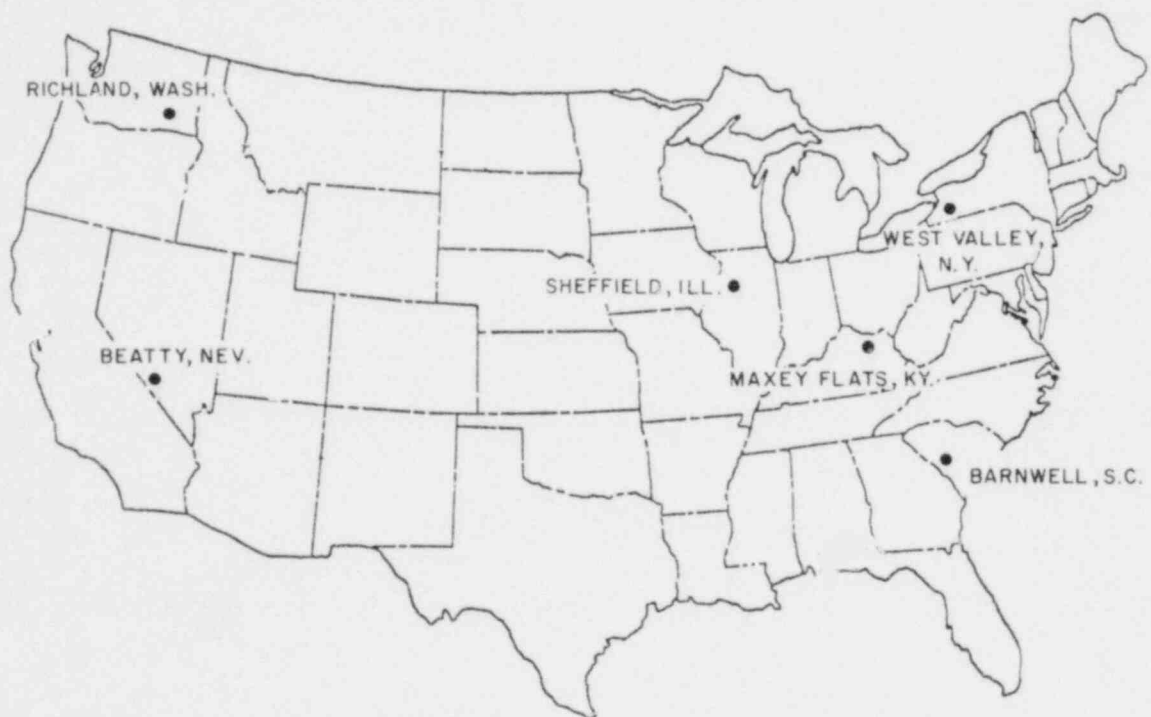 RICHLAND, WASH.
WEST VALLEY,
N.Y.
SHEFFIELD, ILL.
BEATTY, NEV.
MAXEY FLATS, KY.
BARNWELL, S.C.